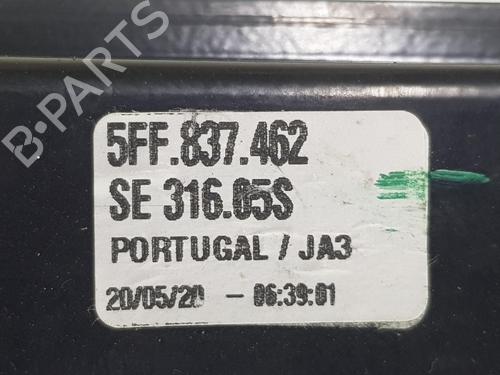 B-PARTS
5FF.837.462
SE 316.05S
PORTUGAL / JA3
20/05/20 - 06:39:01